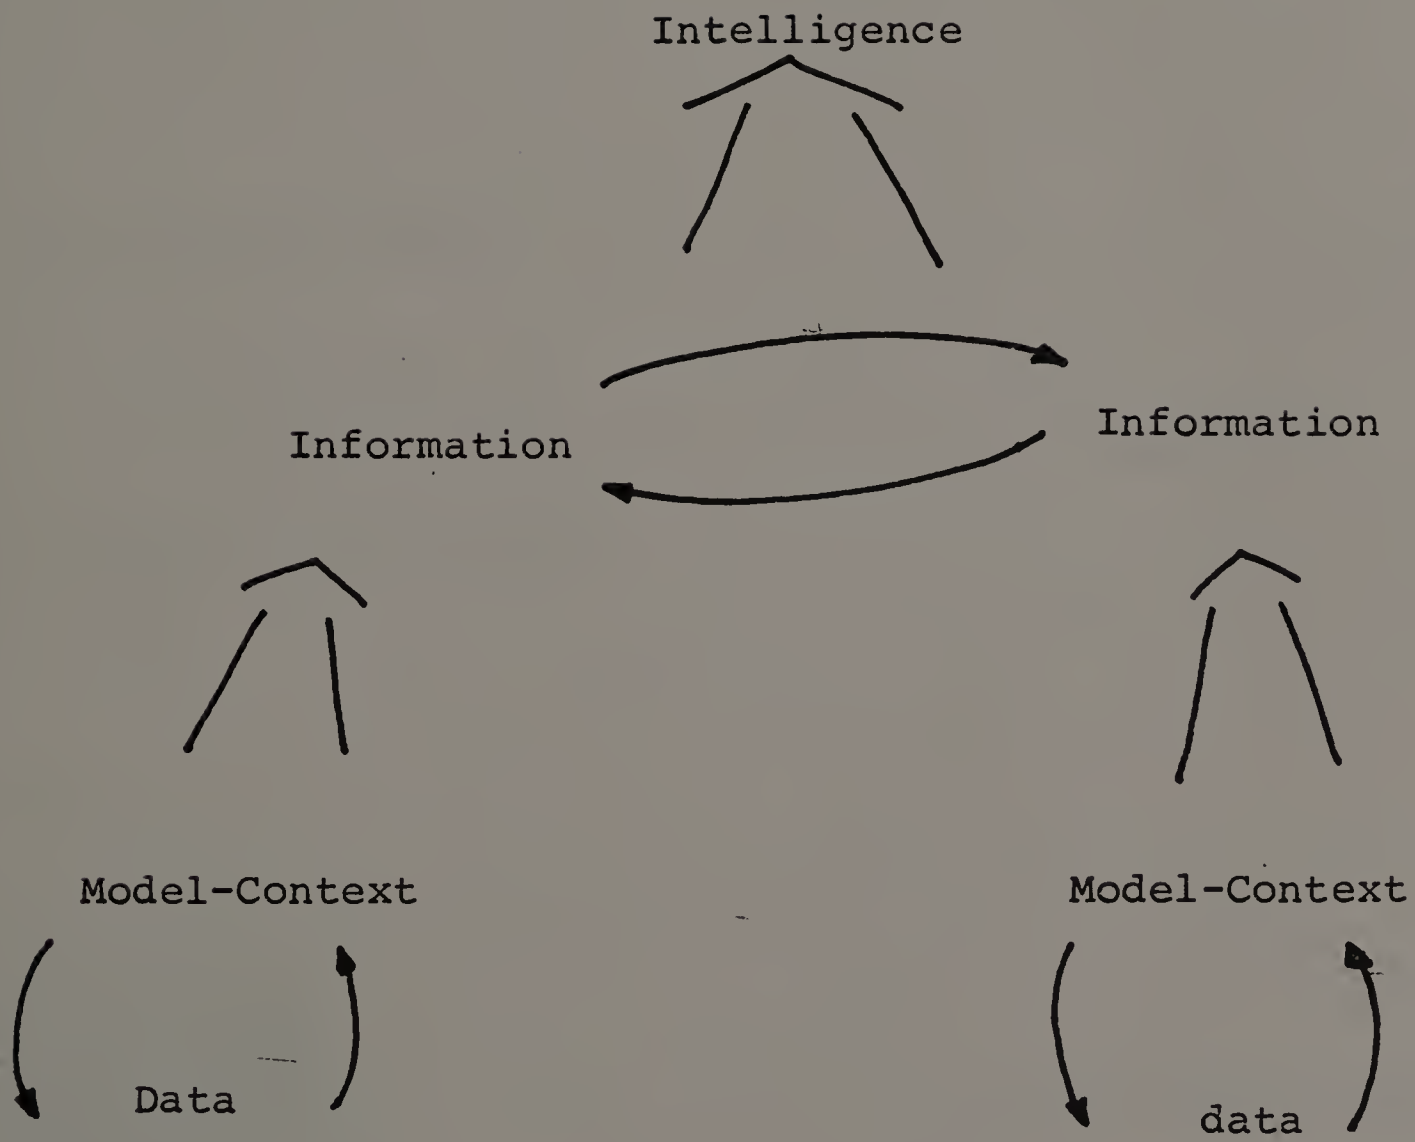 Intelligence
Information
Information
Model-Context
Model-Context
Data
data